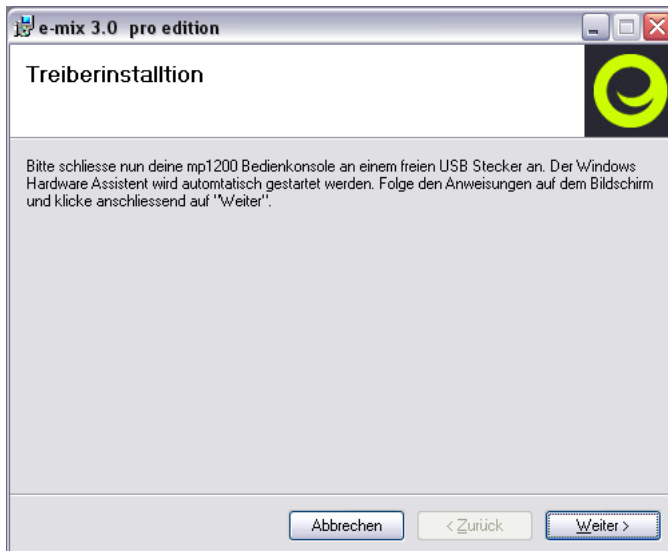 e-mix 3.0  pro edition
Treiberinstalltion
Bitte schliesse nun deine mp1200 Bedienkonsole an einem freien USB Stecker an. Der Windows
Hardware Assistent wird automtatisch gestartet werden. Folge den Anweisungen auf dem Bildschirm
und klicke anschliessend auf "Weiter".
Abbrechen
< Zurück
Weiter >